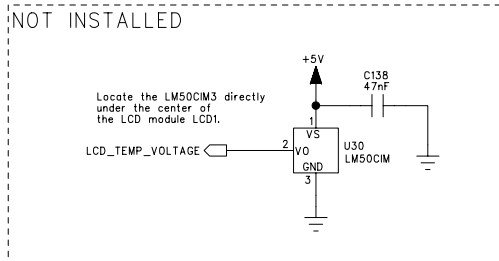 NOT INSTALLED
+5V
C138
47nF
Locate the LM50CIM3 directly
under the center of
the LCD module LCD1.
1
VS
LCD_TEMP_VOLTAGE
2
VO
U30
LM50CIM
GND
3